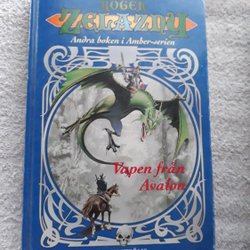 ROGER
ZELAZNY
Andra boken i Amber-serien
Vapen från
Avalon